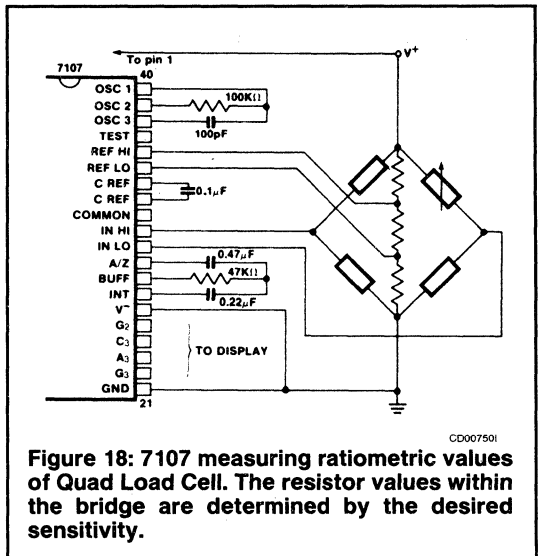 To pin 1
V+
7107
40
OSC 1
OSC 2
OSC 3
TEST
REF HI
REF LO
C REF
C REF
COMMON
IN HI
IN LO
A/Z
BUFF
INT
V−
G2
C3
A3
G3
GND
21
100KΩ
100pF
0.1μF
0.47μF
47KΩ
0.22μF
TO DISPLAY
CD00750I
Figure 18: 7107 measuring ratiometric values
of Quad Load Cell. The resistor values within
the bridge are determined by the desired
sensitivity.